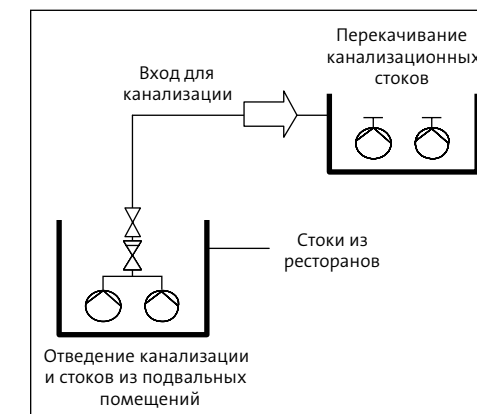 Перекачивание
канализационных
стоков
Вход для
канализации
Стоки из
ресторанов
Отведение канализации
и стоков из подвальных
помещений